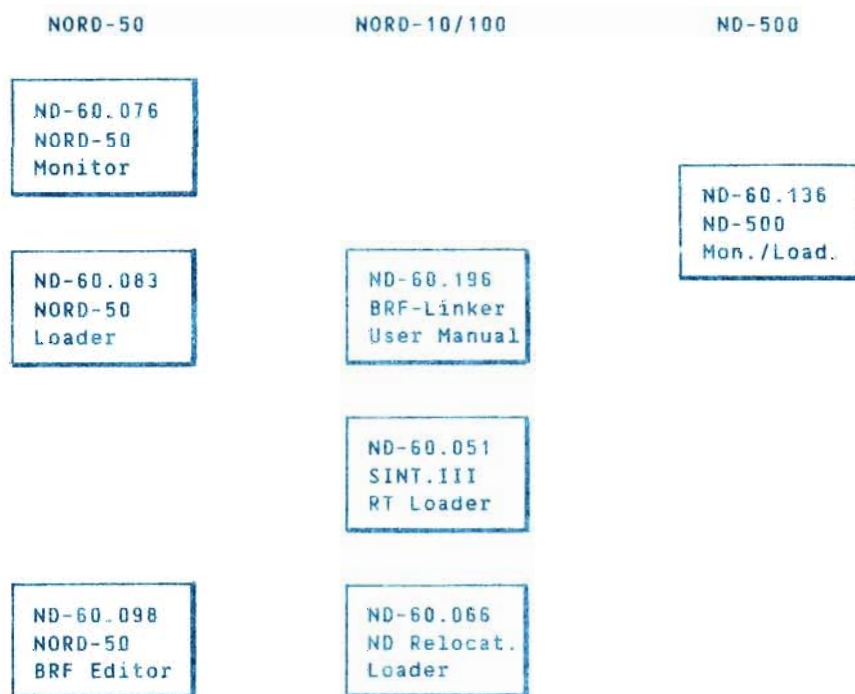 NORD-50 NORD-10/100 ND-500
ND-60.076
NORD-50
Monitor
ND-60.136
ND-500
Mon./Load.
ND-60.083
NORD-50
Loader
ND-60.196
BRF-Linker
User Manual
ND-60.051
SINT.III
RT Loader
ND-60.098
NORD-50
BRF Editor
ND-60.066
ND Relocat.
Loader